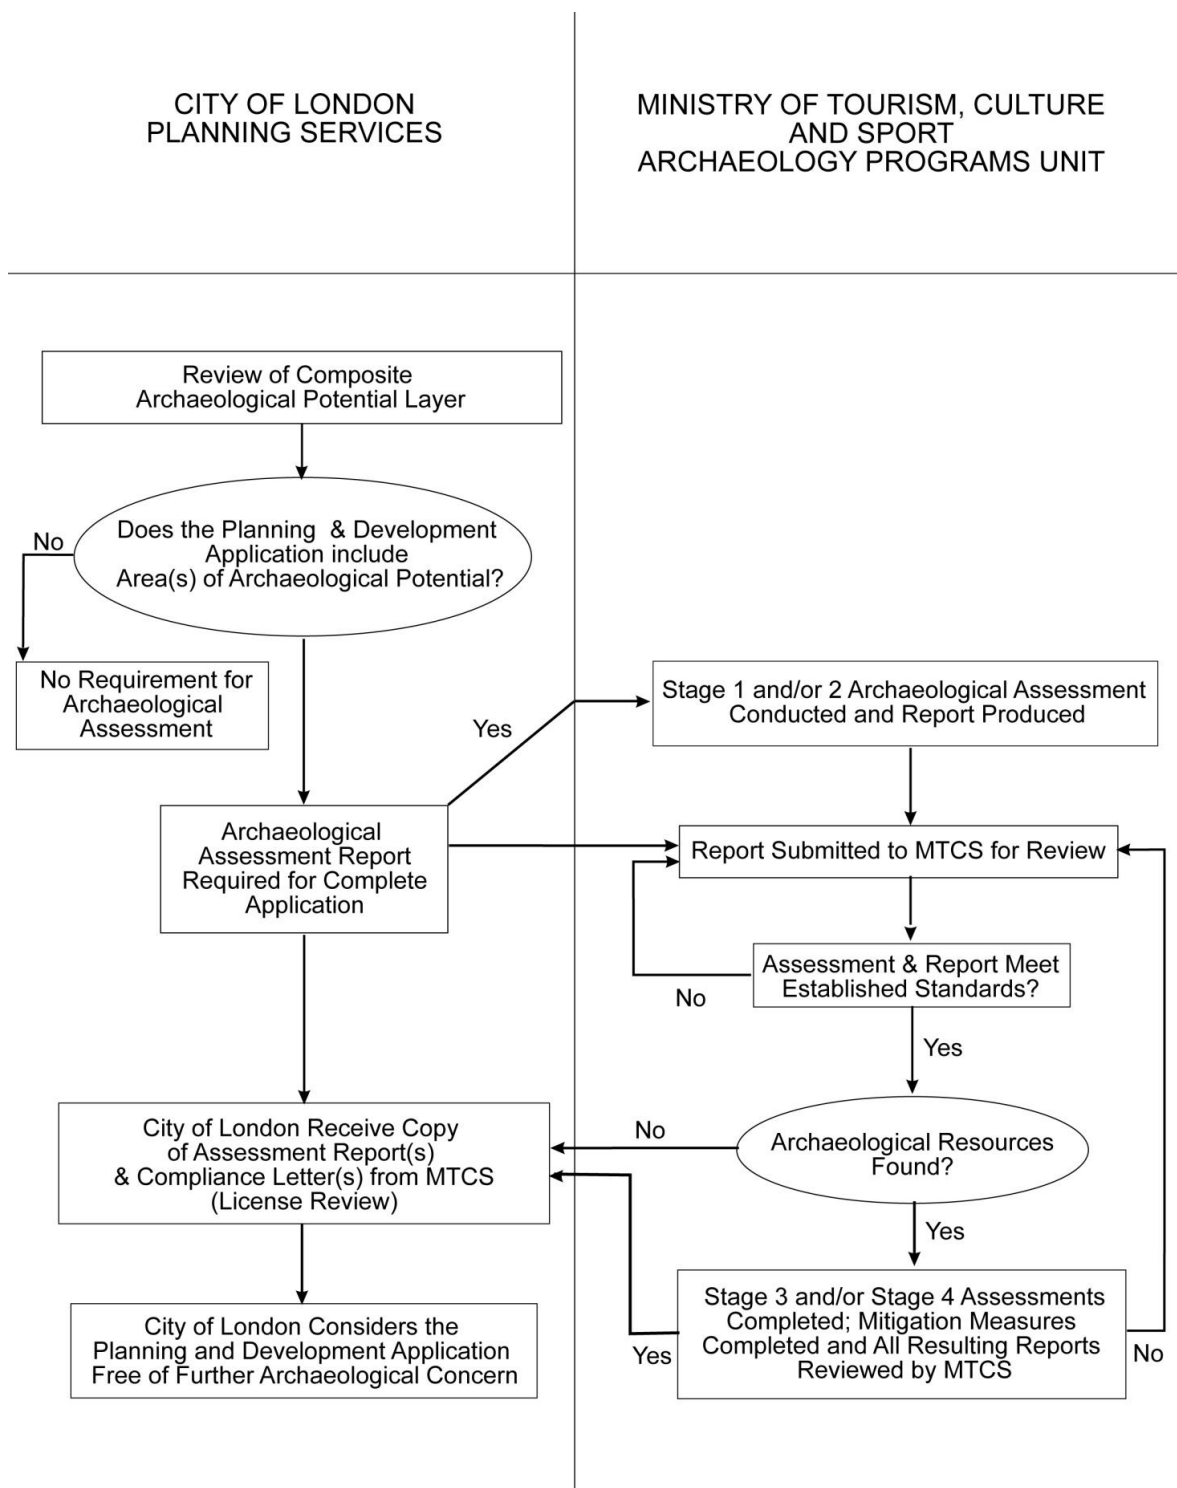 CITY OF LONDON
PLANNING SERVICES
MINISTRY OF TOURISM, CULTURE
AND SPORT
ARCHAEOLOGY PROGRAMS UNIT
Review of Composite
Archaeological Potential Layer
Does the Planning & Development
Application include
Area(s) of Archaeological Potential?
No
No Requirement for
Archaeological
Assessment
Yes
Stage 1 and/or 2 Archaeological Assessment
Conducted and Report Produced
Archaeological
Assessment Report
Required for Complete
Application
Report Submitted to MTCS for Review
Assessment & Report Meet
Established Standards?
No
Yes
City of London Receive Copy
of Assessment Report(s)
& Compliance Letter(s) from MTCS
(License Review)
No
Archaeological Resources
Found?
Yes
Stage 3 and/or Stage 4 Assessments
Completed; Mitigation Measures
Completed and All Resulting Reports
Reviewed by MTCS
Yes
No
City of London Considers the
Planning and Development Application
Free of Further Archaeological Concern